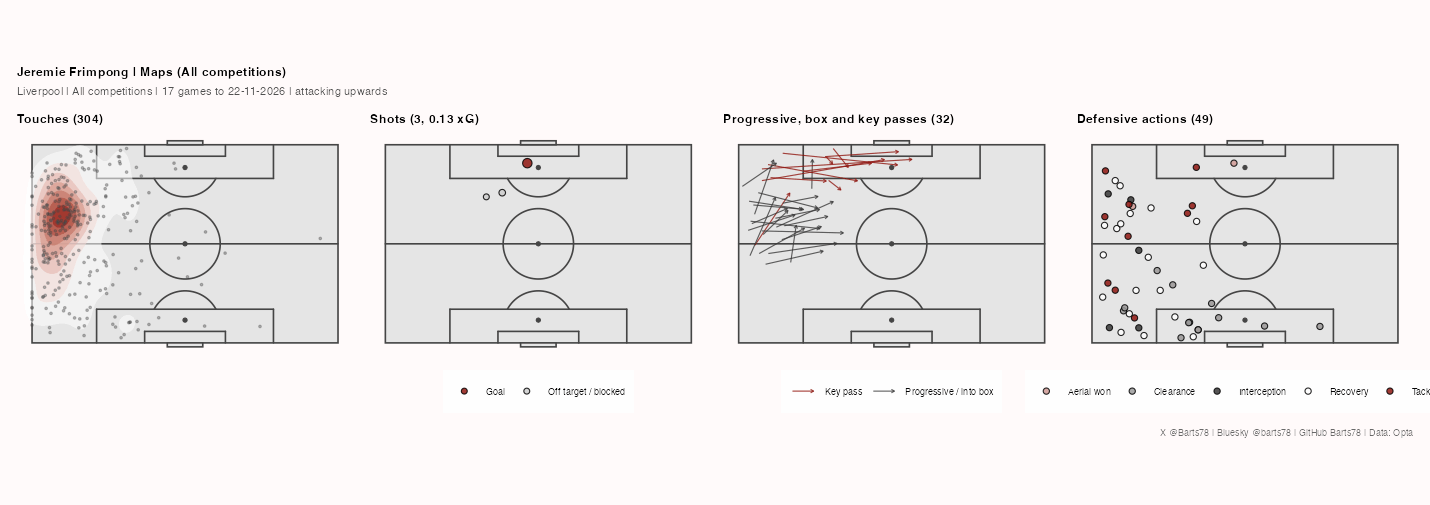 Jeremie Frimpong | Maps (All competitions)
Liverpool | All competitions | 17 games to 22-11-2026 | attacking upwards
Touches (304)
Shots (3, 0.13 xG)
Progressive, box and key passes (32)
Defensive actions (49)
Goal
Off target / blocked
Key pass
Progressive / into box
Aerial won
Clearance
Interception
Recovery
Tack
X @Barts78 | Bluesky @barts78 | GitHub Barts78 | Data: Opta